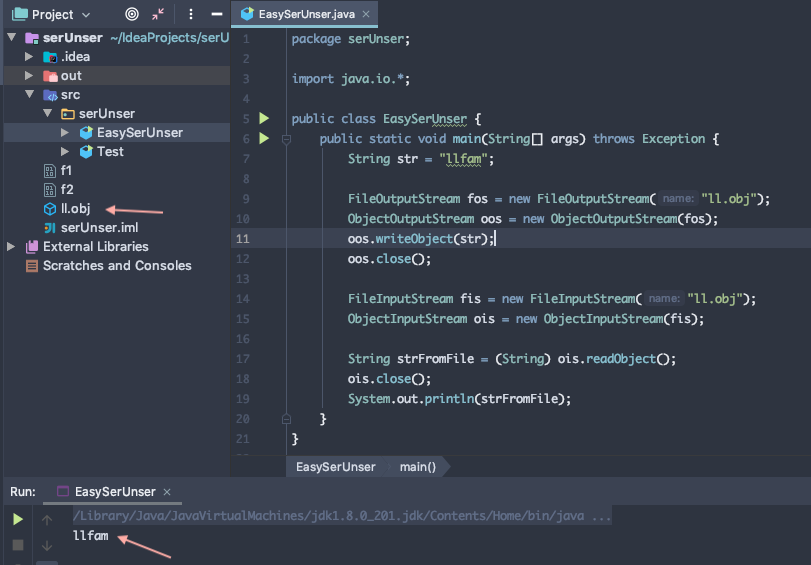 Project
EasySerUnser.java
serUnser ~/IdeaProjects/serU
.idea
out
src
serUnser
EasySerUnser
Test
f1
f2
ll.obj
serUnser.iml
External Libraries
Scratches and Consoles
1 package serUnser;
2
3 import java.io.*;
4
5 public class EasySerUnser {
6 public static void main(String[] args) throws Exception {
7 String str = "llfam";
8
9 FileOutputStream fos = new FileOutputStream( name: "ll.obj");
10 ObjectOutputStream oos = new ObjectOutputStream(fos);
11 oos.writeObject(str);
12 oos.close();
13
14 FileInputStream fis = new FileInputStream( name: "ll.obj");
15 ObjectInputStream ois = new ObjectInputStream(fis);
16
17 String strFromFile = (String) ois.readObject();
18 ois.close();
19 System.out.println(strFromFile);
20 }
21 }
EasySerUnser main()
Run: EasySerUnser
/Library/Java/JavaVirtualMachines/jdk1.8.0_201.jdk/Contents/Home/bin/java ...
llfam